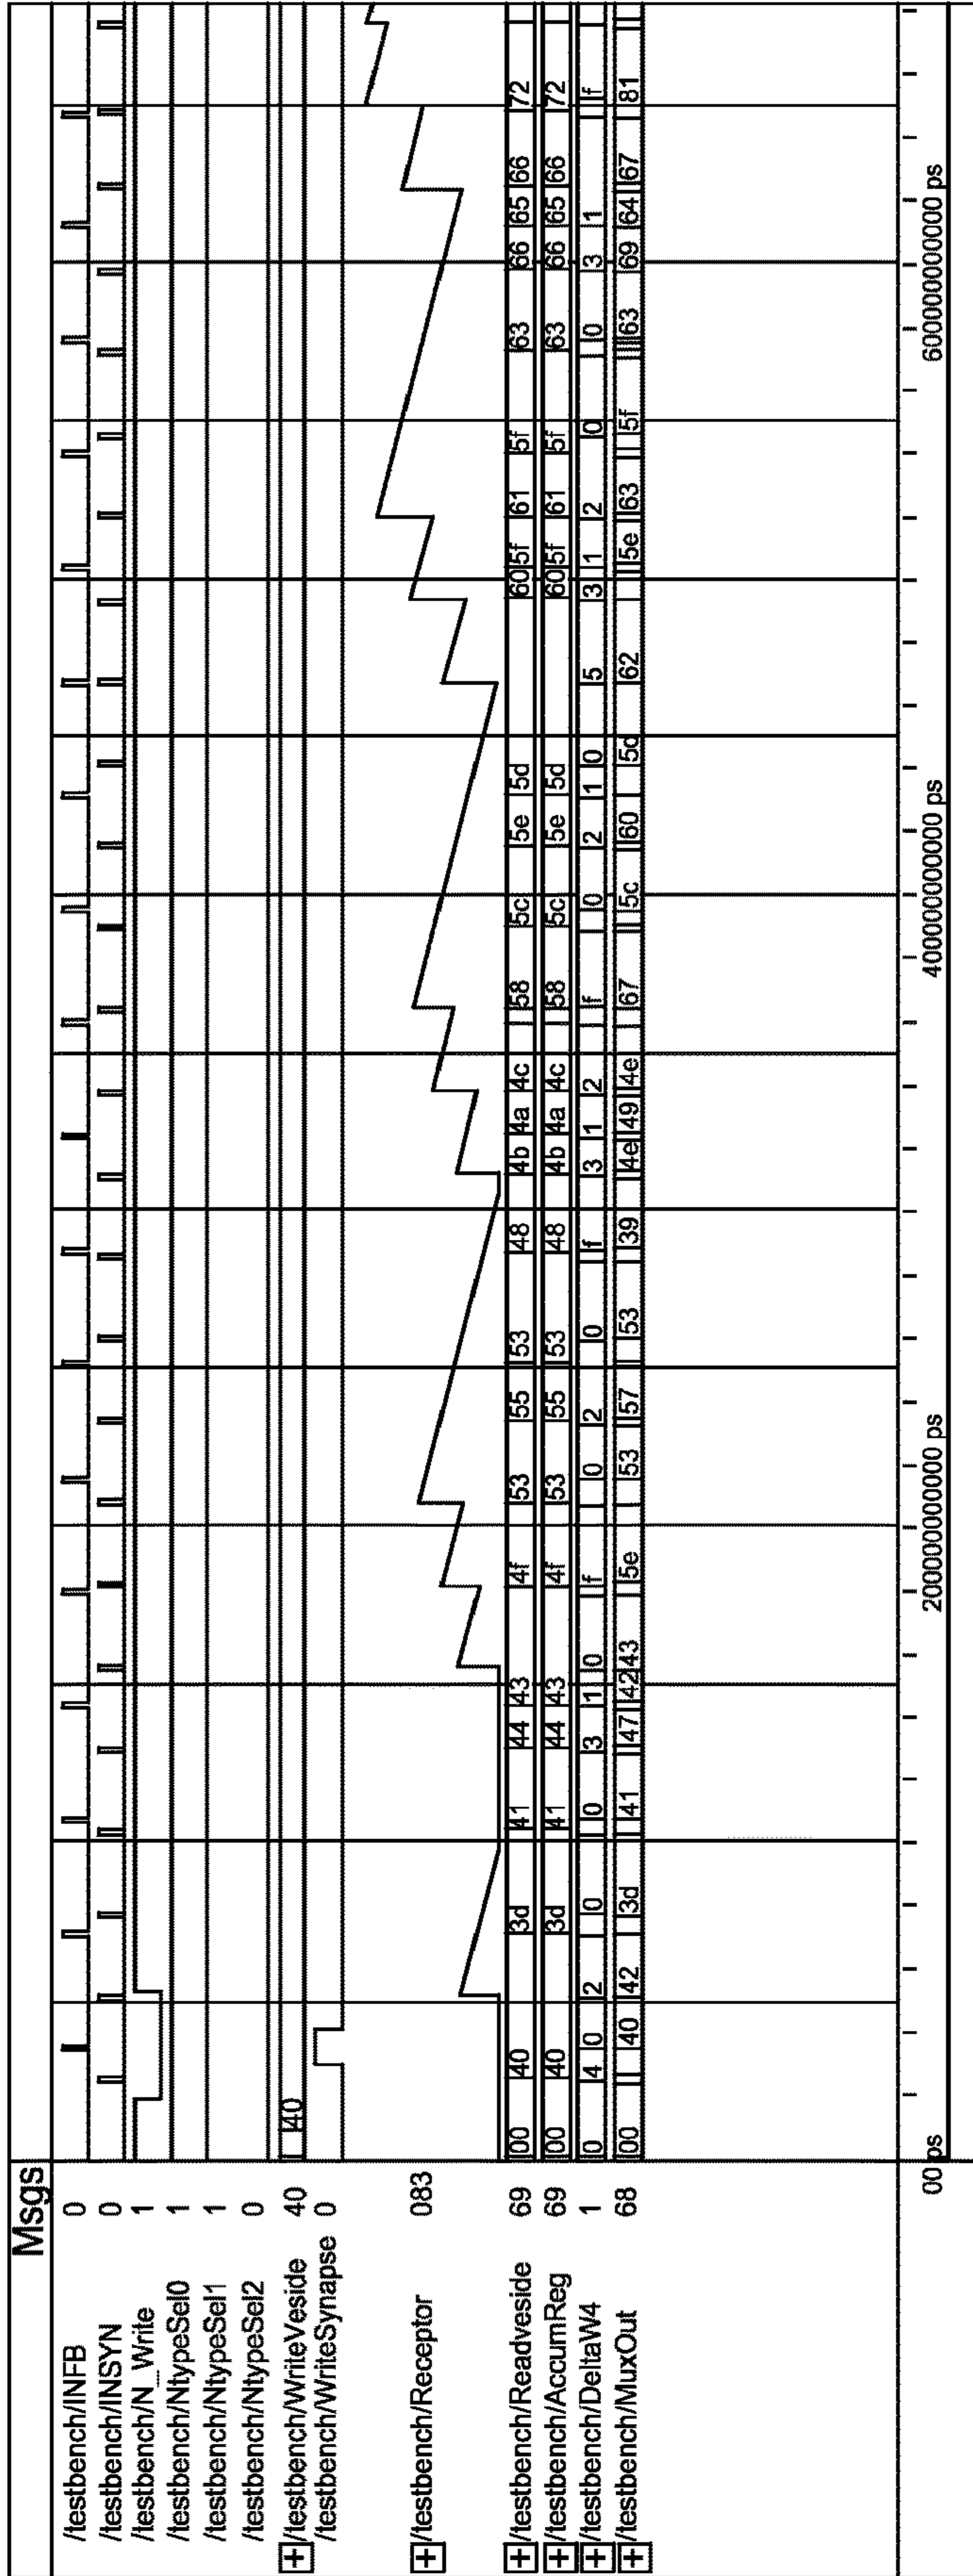 Msgs
/testbench/INFB 0
/testbench/INSYN 0
/testbench/N_Write 1
/testbench/NtypeSel0 1
/testbench/NtypeSel1 1
/testbench/NtypeSel2 0
/testbench/WriteVeside 40 40
/testbench/WriteSynapse 0
/testbench/Receptor 083
/testbench/Readveside 69 00 40 3d 41 44 43 4f 53 55 53 48 4b 4a 4c 58 5c 5e 5d 60 5f 61 5f 63 66 65 66 72
/testbench/AccumReg 69 00 40 3d 41 44 43 4f 53 55 53 48 4b 4a 4c 58 5c 5e 5d 60 5f 61 5f 63 66 65 66 72
/testbench/DeltaW4 1 0 4 0 2 0 0 3 1 0 f 0 2 0 f 3 1 2 f 0 2 1 0 5 3 1 2 0 0 3 1 f
/testbench/MuxOut 68 00 40 42 3d 41 47 42 43 5e 53 57 53 39 4e 49 4e 67 5c 60 5d 62 5e 63 5f 63 69 64 67 81
00 ps 200000000000 ps 400000000000 ps 600000000000 ps